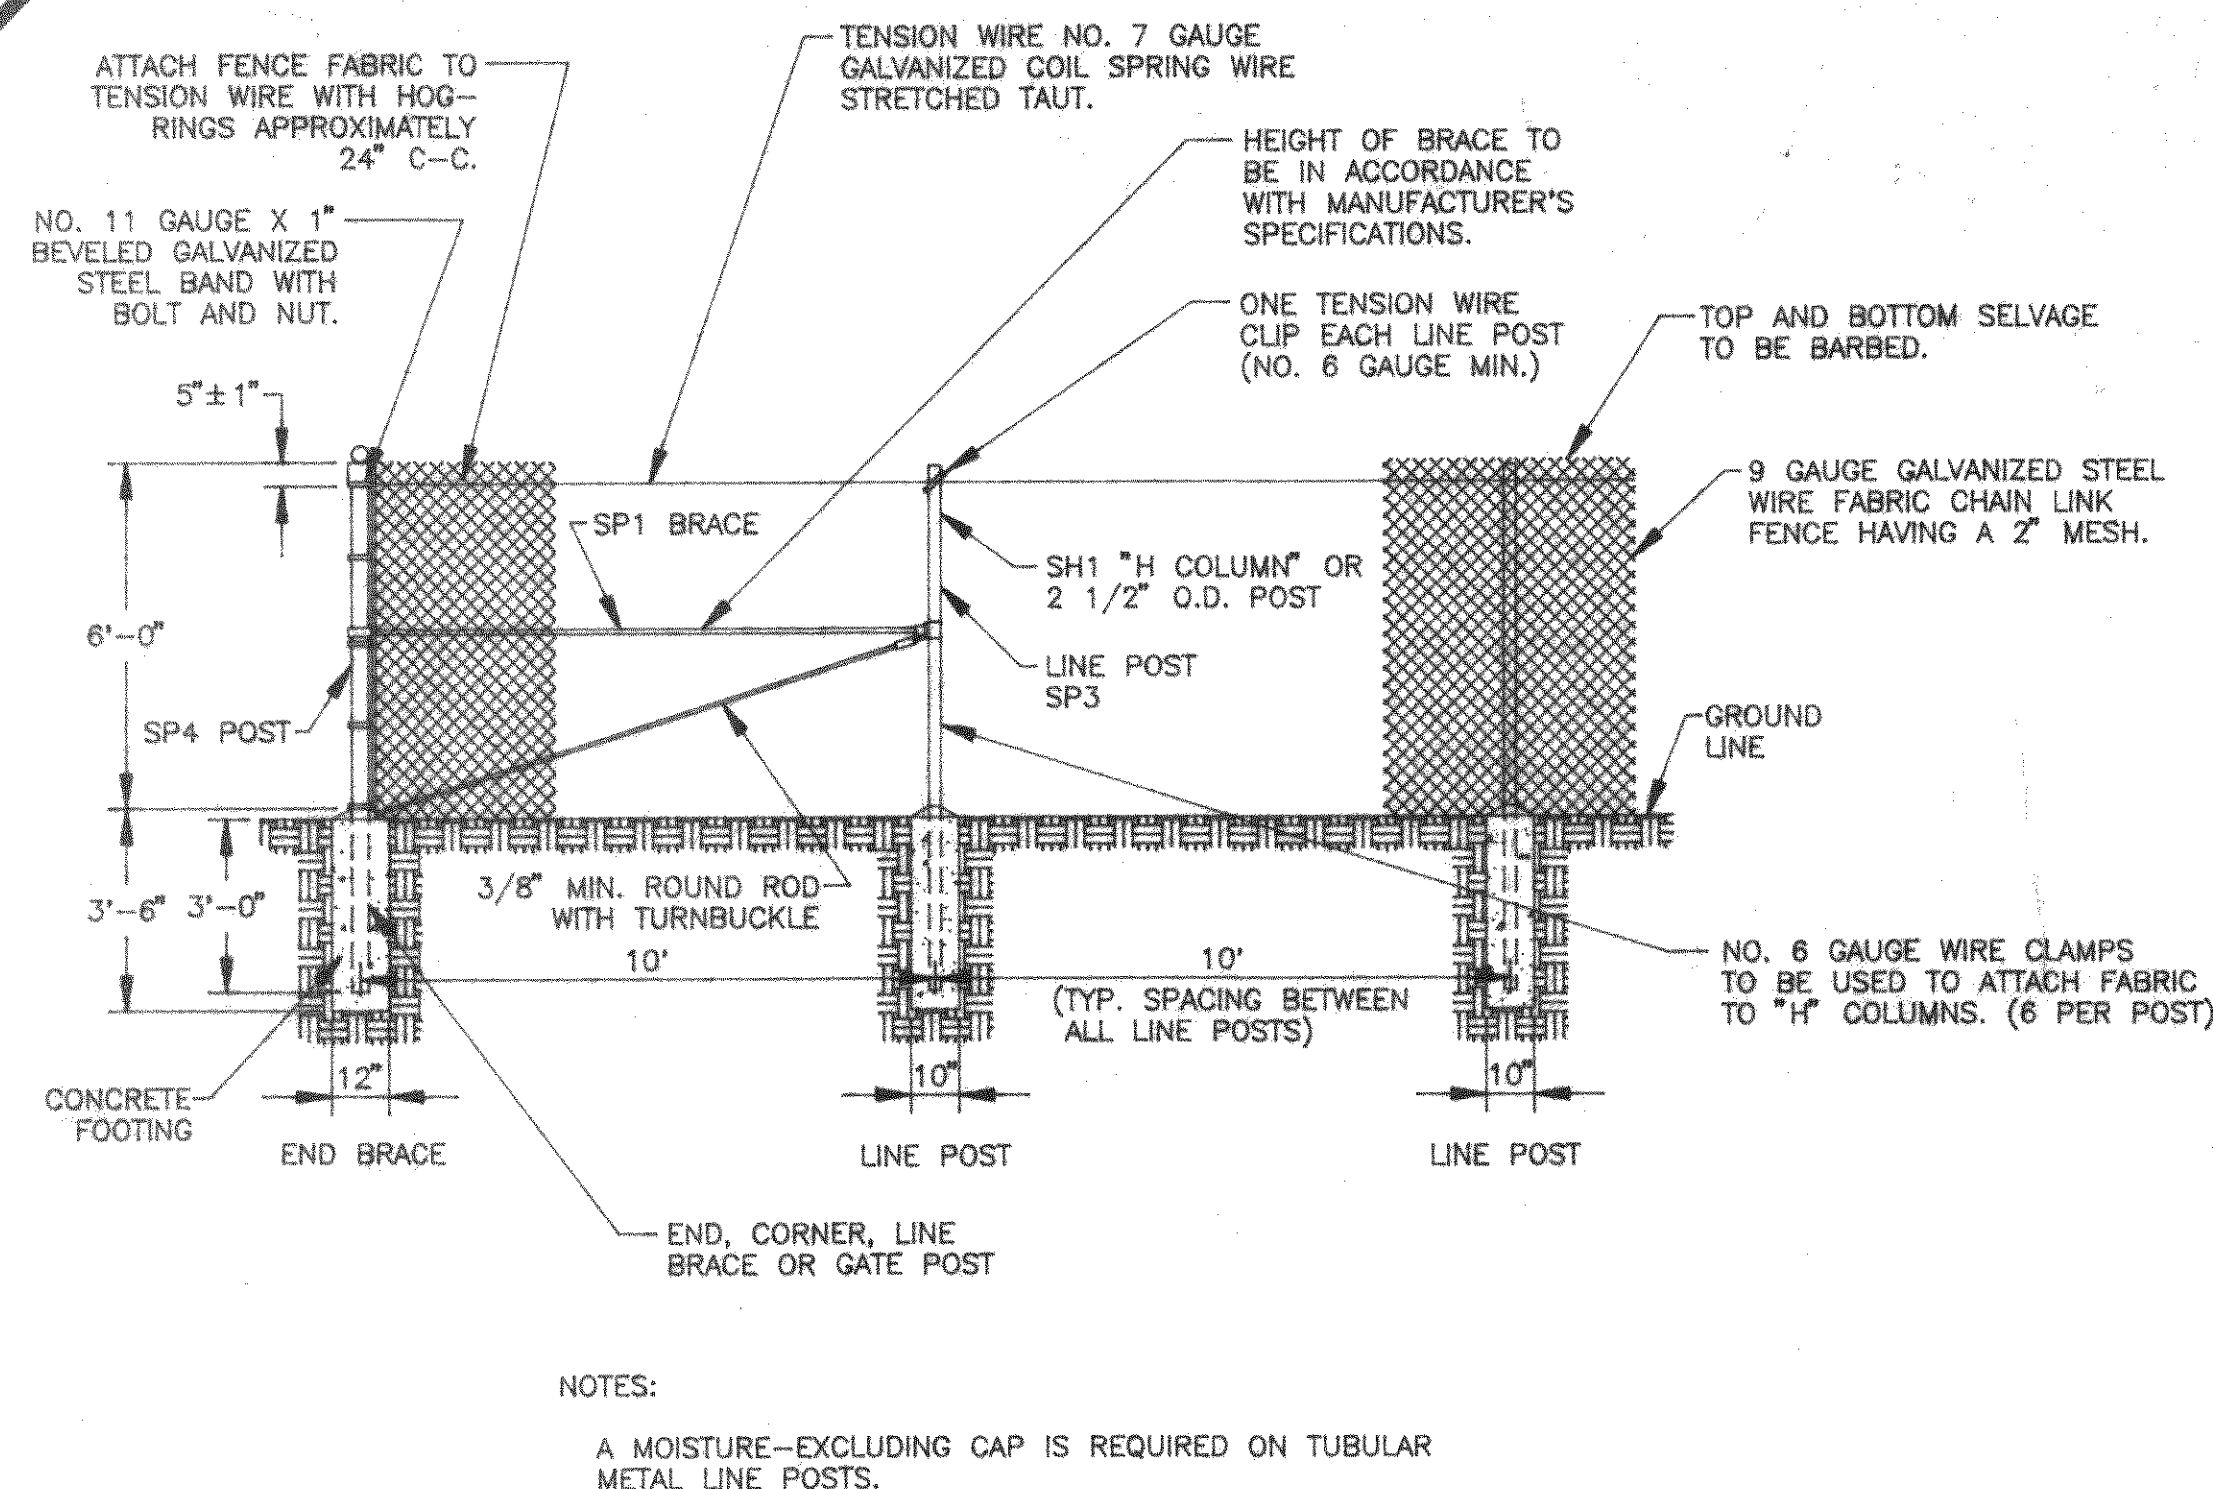 ATTACH FENCE FABRIC TO
TENSION WIRE WITH HOG-
RINGS APPROXIMATELY
24" C-C.
TENSION WIRE NO. 7 GAUGE
GALVANIZED COIL SPRING WIRE
STRETCHED TAUT.
HEIGHT OF BRACE TO
BE IN ACCORDANCE
WITH MANUFACTURER'S
SPECIFICATIONS.
NO. 11 GAUGE X 1"
BEVELED GALVANIZED
STEEL BAND WITH
BOLT AND NUT.
ONE TENSION WIRE
CLIP EACH LINE POST
(NO. 6 GAUGE MIN.)
TOP AND BOTTOM SELVAGE
TO BE BARBED.
5"± 1"
9 GAUGE GALVANIZED STEEL
WIRE FABRIC CHAIN LINK
FENCE HAVING A 2" MESH.
SP1 BRACE
SH1 "H COLUMN" OR
2 1/2" O.D. POST
6'-0"
LINE POST
SP3
SP4 POST
GROUND
LINE
3'-6"
3'-0"
3/8" MIN. ROUND ROD
WITH TURNBUCKLE
10'
10'
(TYP. SPACING BETWEEN
ALL LINE POSTS)
NO. 6 GAUGE WIRE CLAMPS
TO BE USED TO ATTACH FABRIC
TO "H" COLUMNS. (6 PER POST)
12"
10"
10"
CONCRETE
FOOTING
END BRACE
LINE POST
LINE POST
END, CORNER, LINE
BRACE OR GATE POST
NOTES:
A MOISTURE-EXCLUDING CAP IS REQUIRED ON TUBULAR
METAL LINE POSTS.